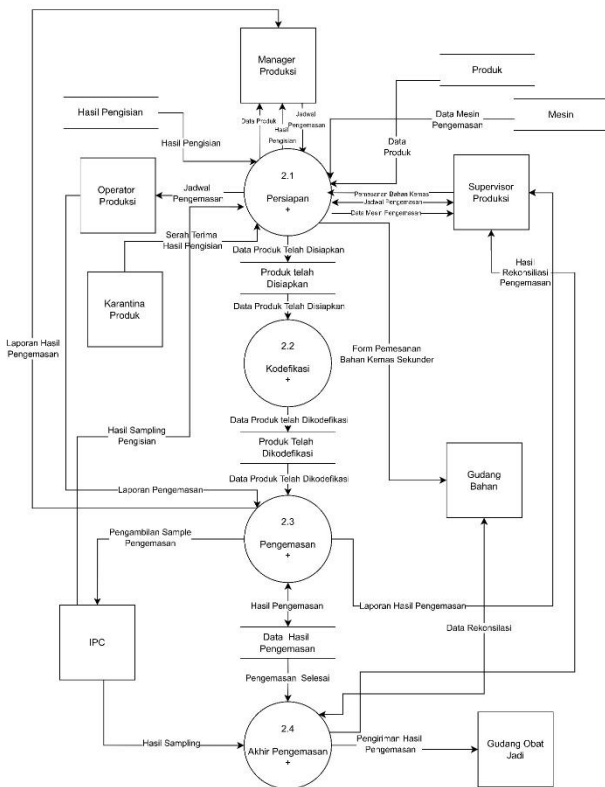 Manager
Produksi
Produk
Hasil Pengisian
Data Produk
Hasil
Pengisian
Jadwal
Pengemasan
Data Mesin
Pengemasan
Mesin
Hasil Pengisian
Data
Produk
2.1
Persiapan
+
Operator
Produksi
Jadwal
Pengemasan
Pemesanan Bahan Kemas
Jadwal Pengemasan
Data Mesin Pengemasan
Supervisor
Produksi
Serah Terima
Hasil Pengisian
Data Produk Telah Disiapkan
Hasil
Rekonsiliasi
Pengemasan
Karantina
Produk
Produk telah
Disiapkan
Data Produk Telah Disiapkan
Laporan Hasil
Pengemasan
2.2
Kodefikasi
+
Form Pemesanan
Bahan Kemas Sekunder
Hasil Sampling
Pengisian
Data Produk telah Dikodefikasi
Produk Telah
Dikodefikasi
Data Produk Telah Dikodefikasi
Gudang
Bahan
Laporan Pengemasan
2.3
Pengemasan
+
Pengambilan Sample
Pengemasan
Hasil Pengemasan
Laporan Hasil Pengemasan
Data Rekonsilasi
IPC
Data Hasil
Pengemasan
Pengemasan Selesai
2.4
Akhir Pengemasan
+
Hasil Sampling
Pengiriman Hasil
Pengemasan
Gudang Obat
Jadi